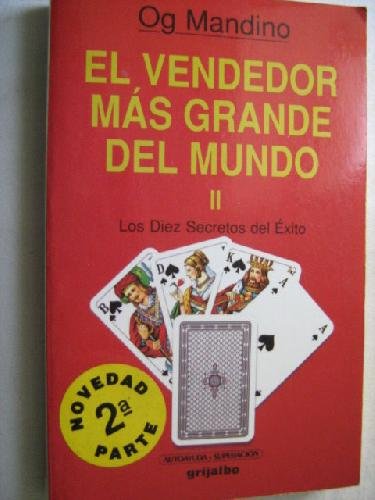 Og Mandino
EL VENDEDOR
MÁS GRANDE
DEL MUNDO
II
Los Diez Secretos del Éxito
B
D
K
NOVEDAD
2ª
PARTE
AUTOAYUDA - SUPERACION
grijalbo